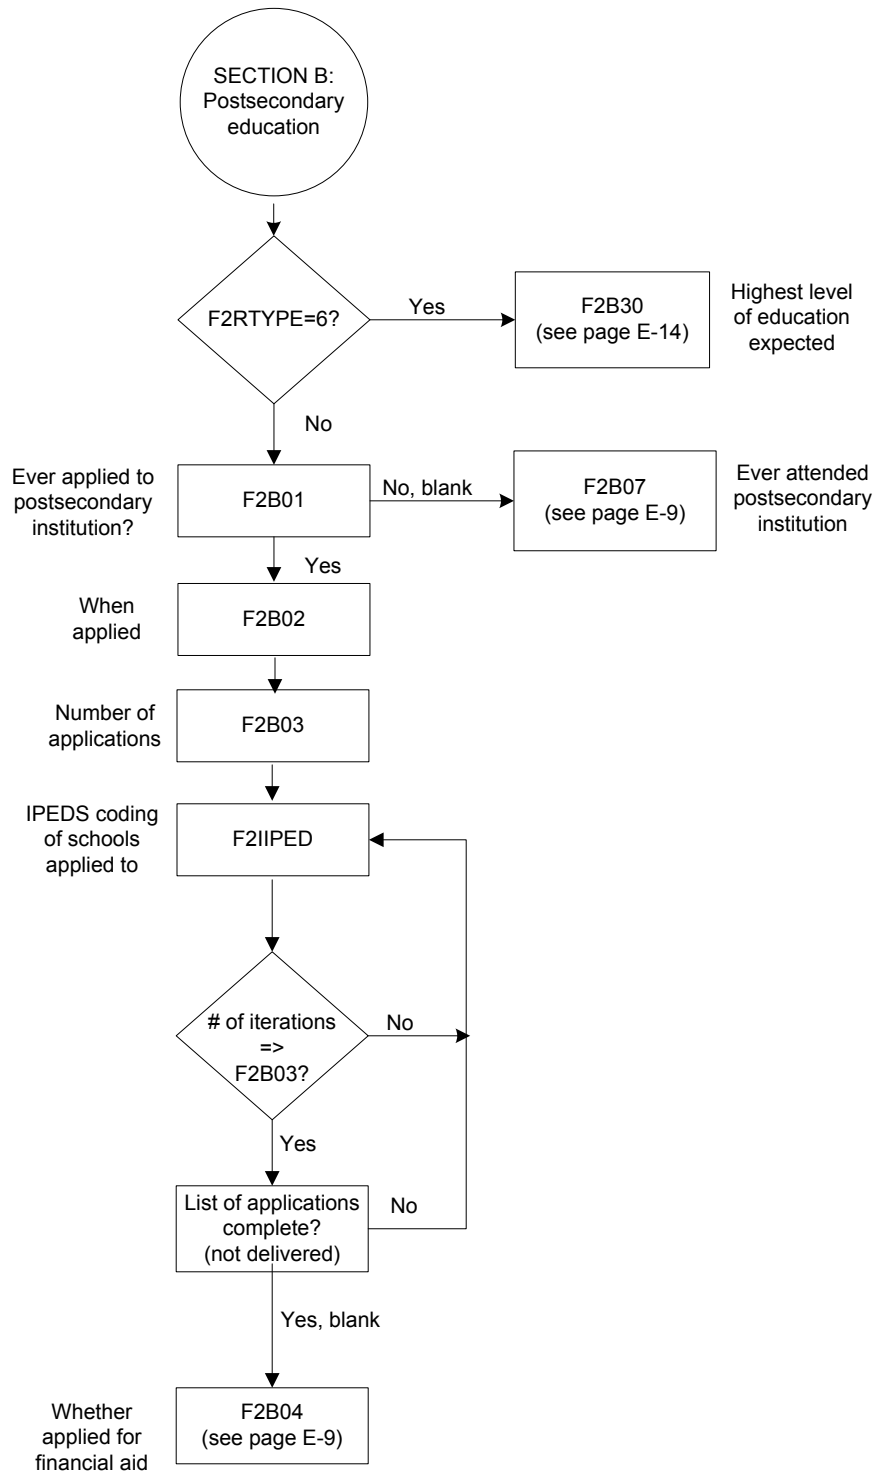 SECTION B:
Postsecondary
education
F2RTYPE=6?
Yes
F2B30
(see page E-14)
Highest level
of education
expected
No
Ever applied to
postsecondary
institution?
F2B01
No, blank
F2B07
(see page E-9)
Ever attended
postsecondary
institution
Yes
When
applied
F2B02
Number of
applications
F2B03
IPEDS coding
of schools
applied to
F2IIPED
# of iterations
=>
F2B03?
No
Yes
List of applications
complete?
(not delivered)
No
Yes, blank
Whether
applied for
financial aid
F2B04
(see page E-9)